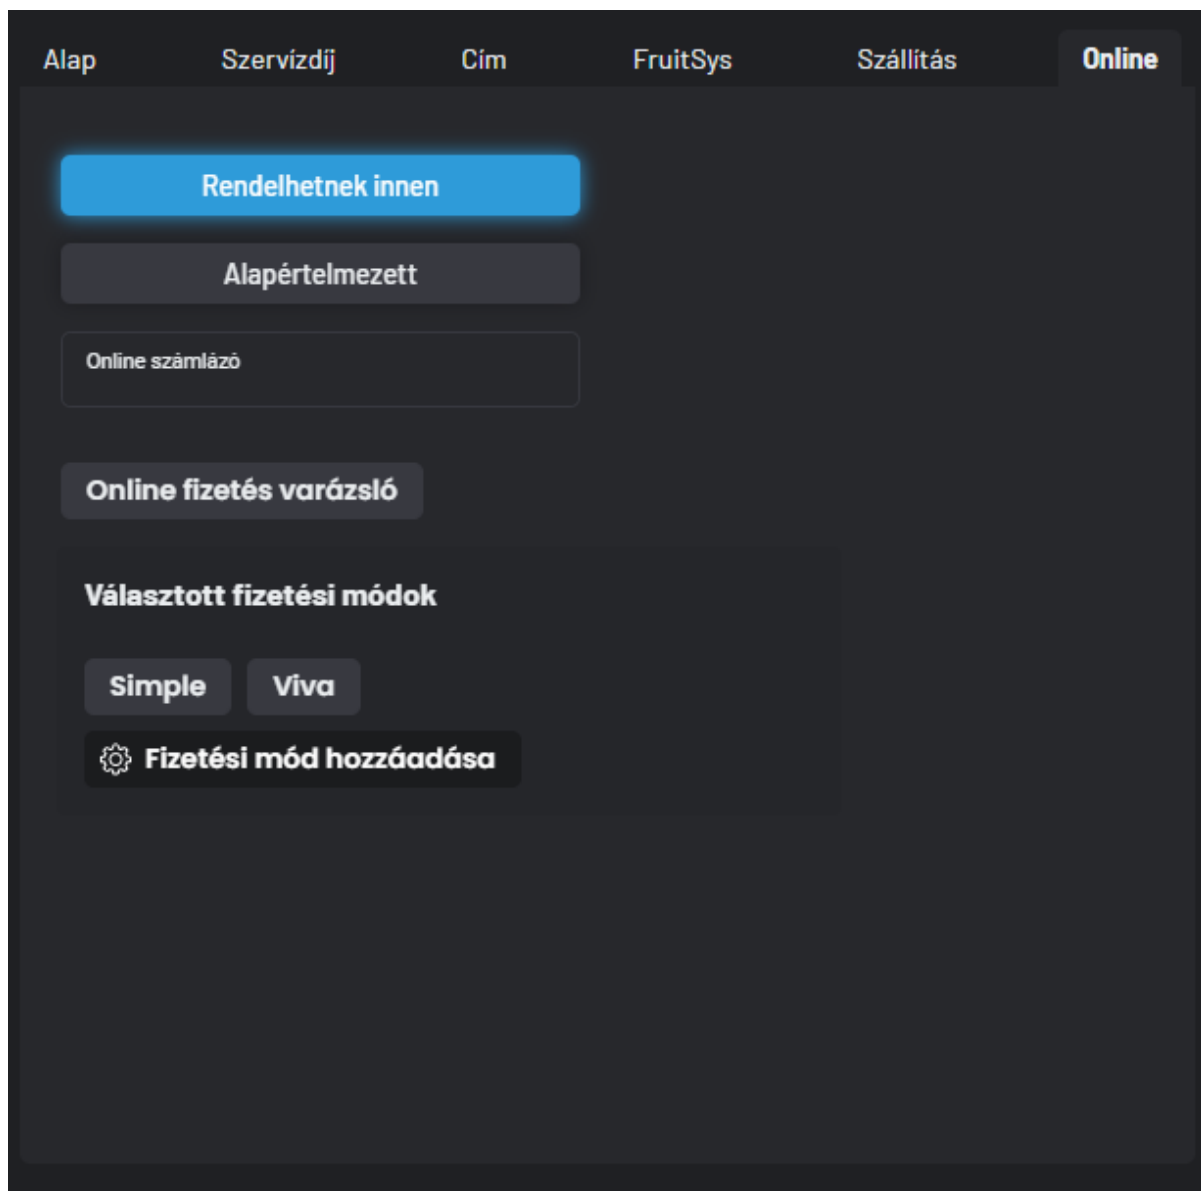 Alap Szervízdíj Cím FruitSys Szállítás Online
Rendelhetnek innen
Alapértelmezett
Online számlázó
Online fizetés varázsló
Választott fizetési módok
Simple Viva
Fizetési mód hozzáadása